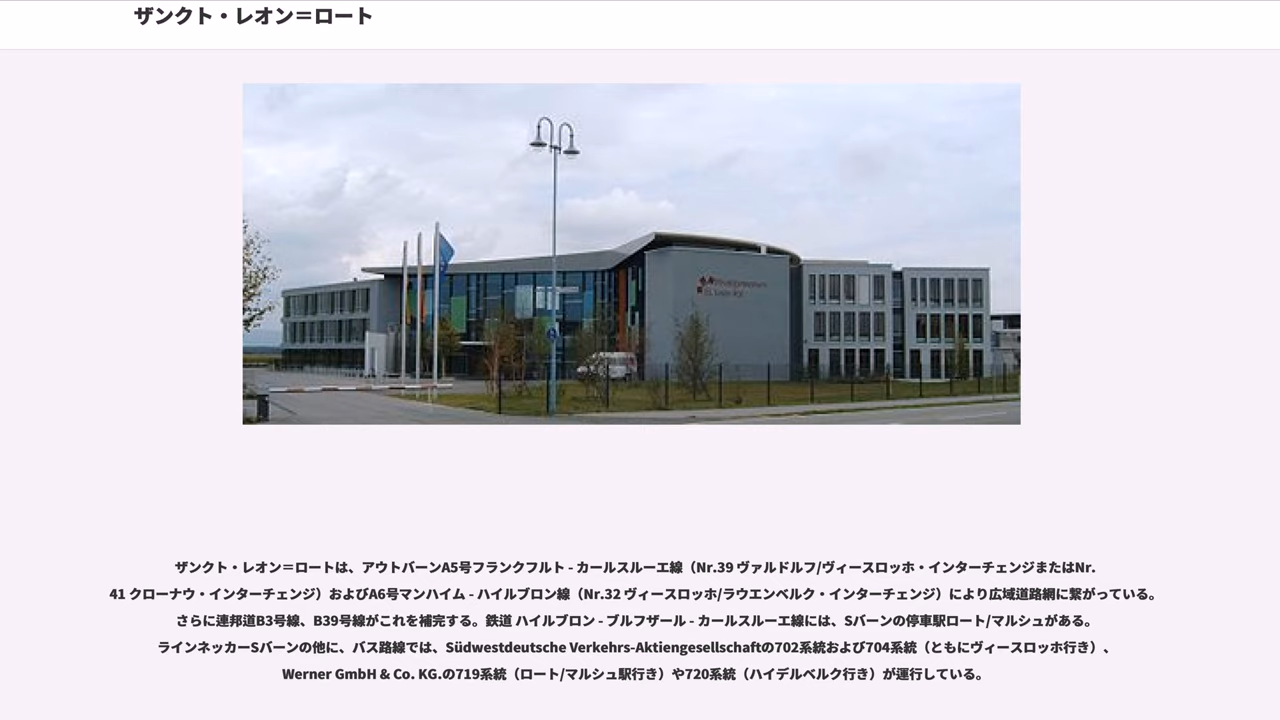 ザンクト・レオン＝ロート
ザンクト・レオン＝ロートは、アウトバーンA5号フランクフルト - カールスルーエ線（Nr.39 ヴァルドルフ/ヴィースロッホ・インターチェンジまたはNr.
41 クローナウ・インターチェンジ）およびA6号マンハイム - ハイルブロン線（Nr.32 ヴィースロッホ/ラウエンベルク・インターチェンジ）により広域道路網に繋がっている。
さらに連邦道B3号線、B39号線がこれを補完する。鉄道 ハイルブロン - ブルフザール - カールスルーエ線には、Sバーンの停車駅ロート/マルシュがある。
ラインネッカーSバーンの他に、バス路線では、Südwestdeutsche Verkehrs-Aktiengesellschaftの702系統および704系統（ともにヴィースロッホ行き）、
Werner GmbH & Co. KG.の719系統（ロート/マルシュ駅行き）や720系統（ハイデルベルク行き）が運行している。